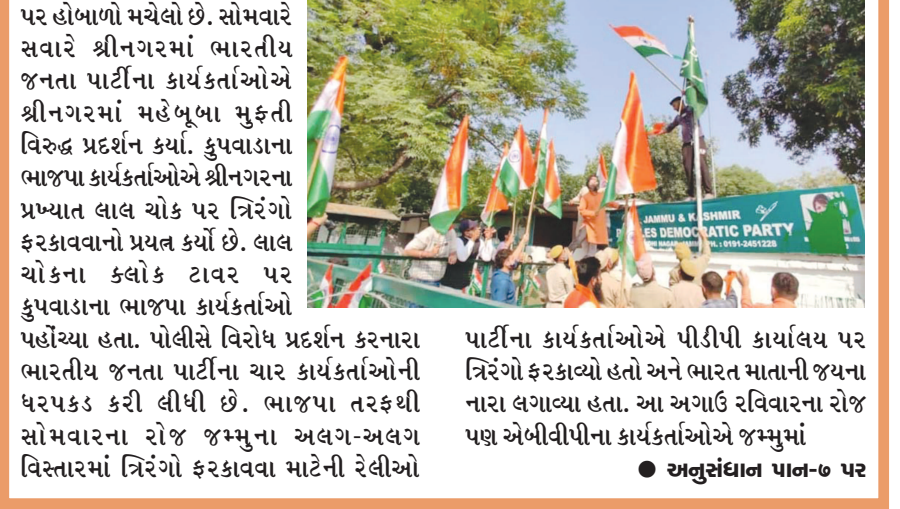 પર હોબાળો મચેલો છે. સોમવારે
સવારે શ્રીનગરમાં ભારતીય
જનતા પાર્ટીના કાર્યકર્તાઓએ
શ્રીનગરમાં મહેબૂબા મુફતી
વિરુદ્ધ પ્રદર્શન કર્યા. કુપવાડાના
ભાજપા કાર્યકર્તાઓએ શ્રીનગરના
પ્રખ્યાત લાલ ચોક પર ત્રિરંગો
ફરકાવવાનો પ્રયત્ન કર્યો છે. લાલ
ચોકના ક્લોક ટાવર પર
કુપવાડાના ભાજપા કાર્યકર્તાઓ
પહોંચ્યા હતા. પોલીસે વિરોધ પ્રદર્શન કરનારા
ભારતીય જનતા પાર્ટીના ચાર કાર્યકર્તાઓની
ધરપકડ કરી લીધી છે. ભાજપા તરફથી
સોમવારના રોજ જમ્મુના અલગ-અલગ
વિસ્તારમાં ત્રિરંગો ફરકાવવા માટેની રેલીઓ
JAMMU & KASHMIR
DEMOCRATIC PARTY
PH. : 0191-2451228
પાર્ટીના કાર્યકર્તાઓએ પીડીપી કાર્યાલય પર
ત્રિરંગો ફરકાવ્યો હતો અને ભારત માતાની જયના
નારા લગાવ્યા હતા. આ અગાઉ રવિવારના રોજ
પણ એબીવીપીના કાર્યકર્તાઓએ જમ્મુમાં
● અનુસંધાન પાન-૭ પર